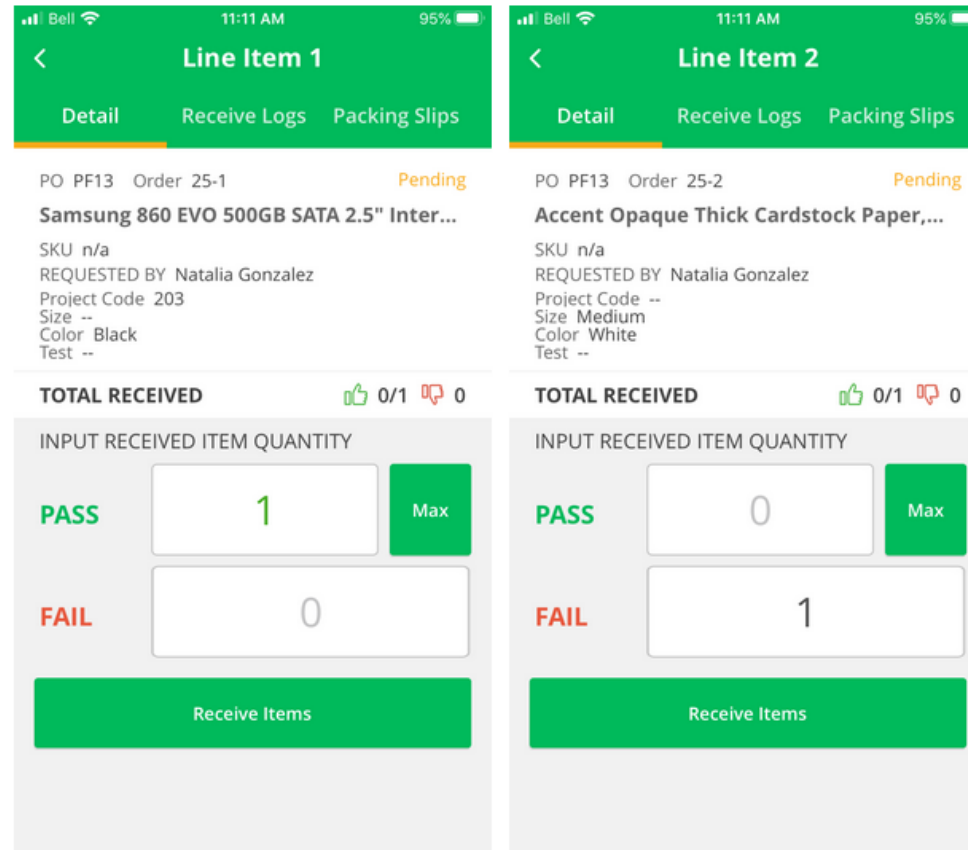 Bell 11:11 AM 95%
Line Item 1
Detail Receive Logs Packing Slips
PO PF13 Order 25-1 Pending
Samsung 860 EVO 500GB SATA 2.5" Inter...
SKU n/a
REQUESTED BY Natalia Gonzalez
Project Code 203
Size --
Color Black
Test --
TOTAL RECEIVED 0/1 0
INPUT RECEIVED ITEM QUANTITY
PASS 1 Max
FAIL 0
Receive Items
Bell 11:11 AM 95%
Line Item 2
Detail Receive Logs Packing Slips
PO PF13 Order 25-2 Pending
Accent Opaque Thick Cardstock Paper,...
SKU n/a
REQUESTED BY Natalia Gonzalez
Project Code --
Size Medium
Color White
Test --
TOTAL RECEIVED 0/1 0
INPUT RECEIVED ITEM QUANTITY
PASS 0 Max
FAIL 1
Receive Items